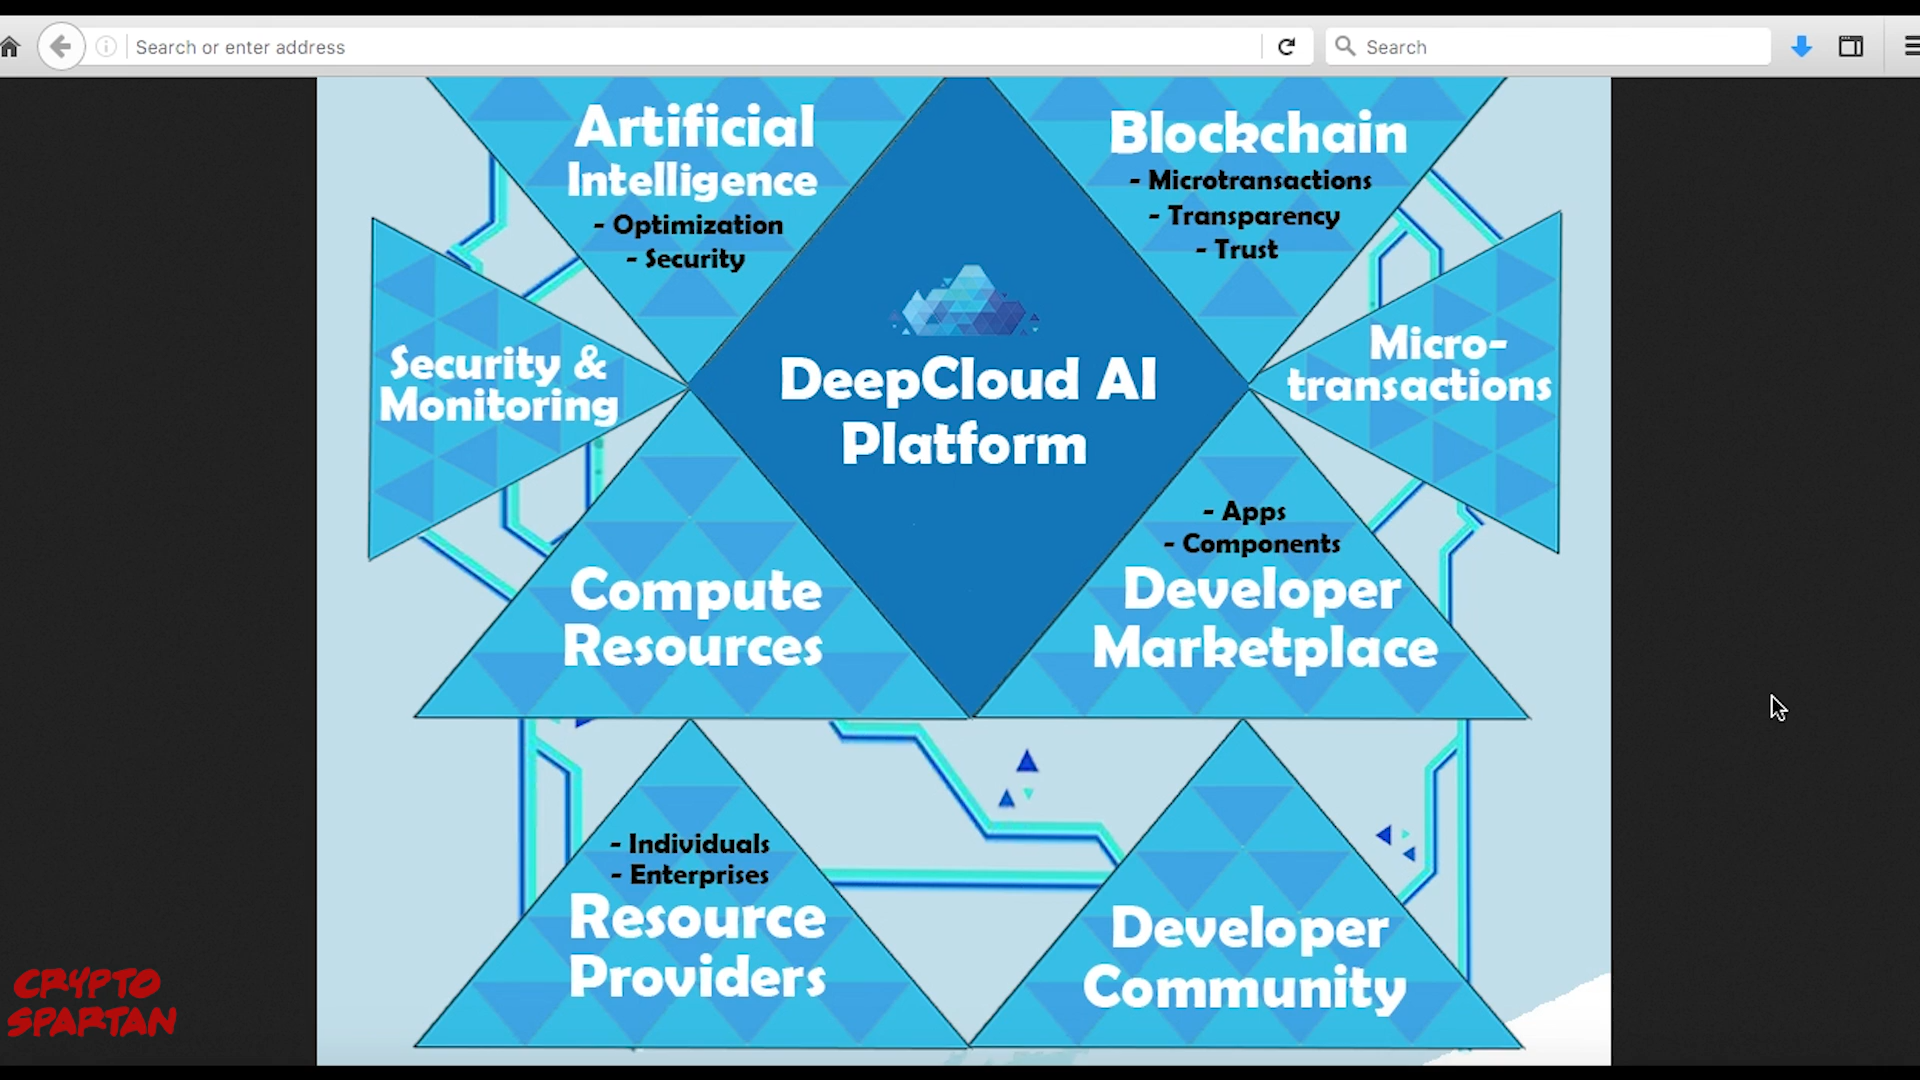 Search or enter address
Search
Artificial
Intelligence
- Optimization
- Security
Blockchain
- Microtransactions
- Transparency
- Trust
Security &
Monitoring
DeepCloud AI
Platform
Micro-
transactions
Compute
Resources
- Apps
- Components
Developer
Marketplace
- Individuals
- Enterprises
Resource
Providers
Developer
Community
CRYPTO
SPARTAN